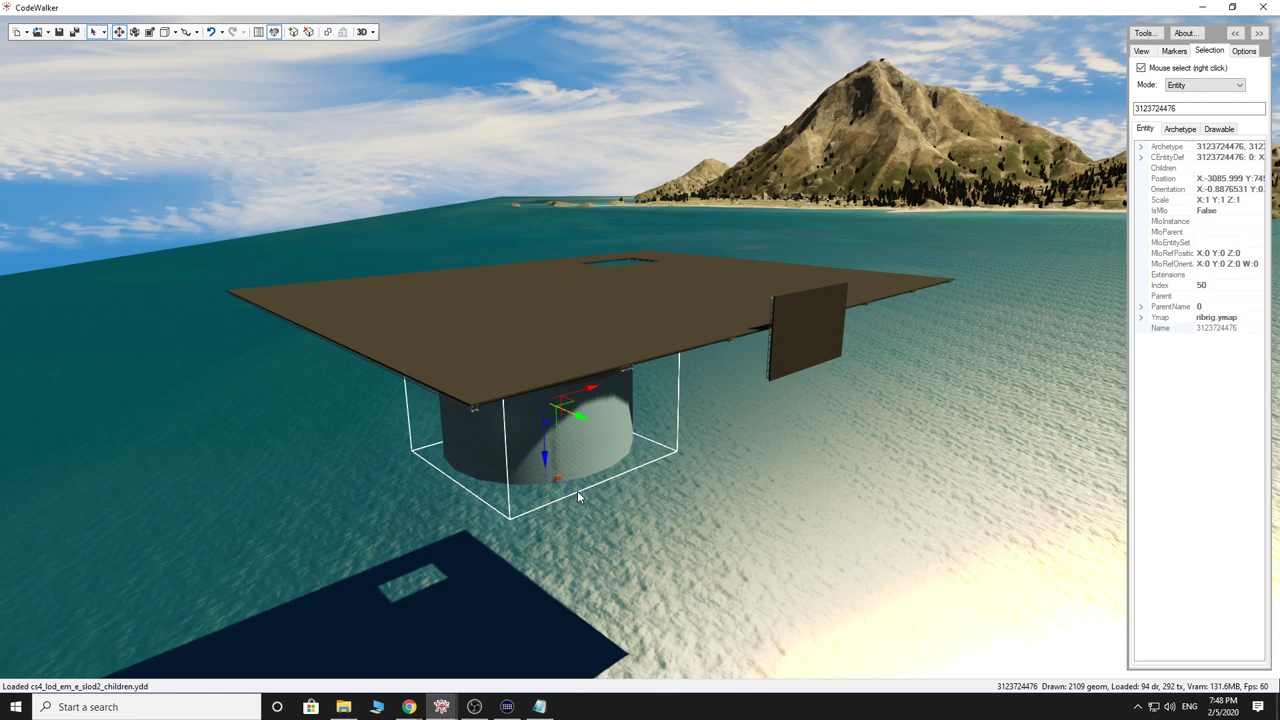 CodeWalker
3D
Tools...
About...
<<
>>
View
Markers
Selection
Options
Mouse select (right click)
Mode:
Entity
3123724476
Entity
Archetype
Drawable
Archetype 3123724476, 312
CEntityDef 3123724476: 0: X
Children
Position X:-3085.999 Y:745
Orientation X:-0.8876531 Y:0.
Scale X:1 Y:1 Z:1
IsMlo False
MloInstance
MloParent
MloEntitySet
MloRefPositic X:0 Y:0 Z:0
MloRefOrient X:0 Y:0 Z:0 W:0
Extensions
Index 50
Parent
ParentName 0
Ymap ribrig.ymap
Name 3123724476
Loaded cs4_lod_em_e_slod2_children.ydd
3123724476 Drawn: 2109 geom, Loaded: 94 dr, 292 tx, Vram: 131.6MB, Fps: 60
Start a search
ENG
7:48 PM
2/5/2020